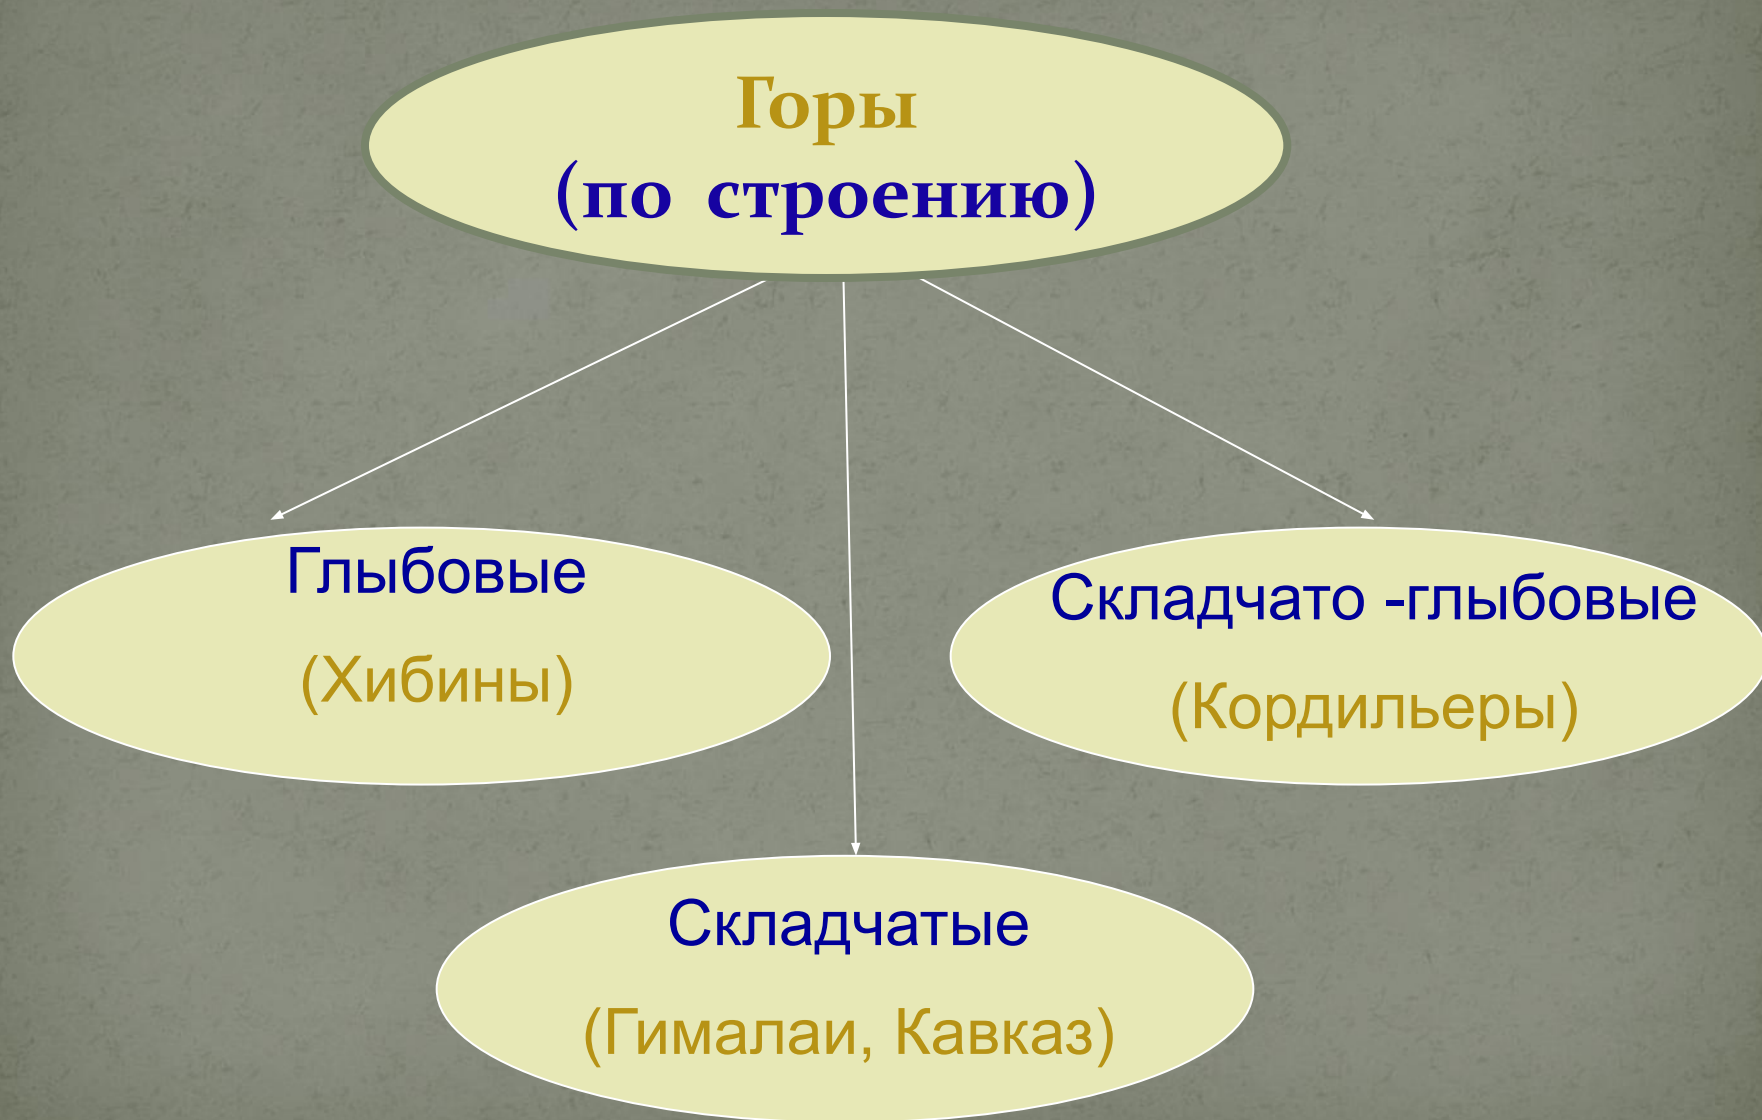 Горы
(по строению)
Глыбовые
(Хибины)
Складчато -глыбовые
(Кордильеры)
Складчатые
(Гималаи, Кавказ)